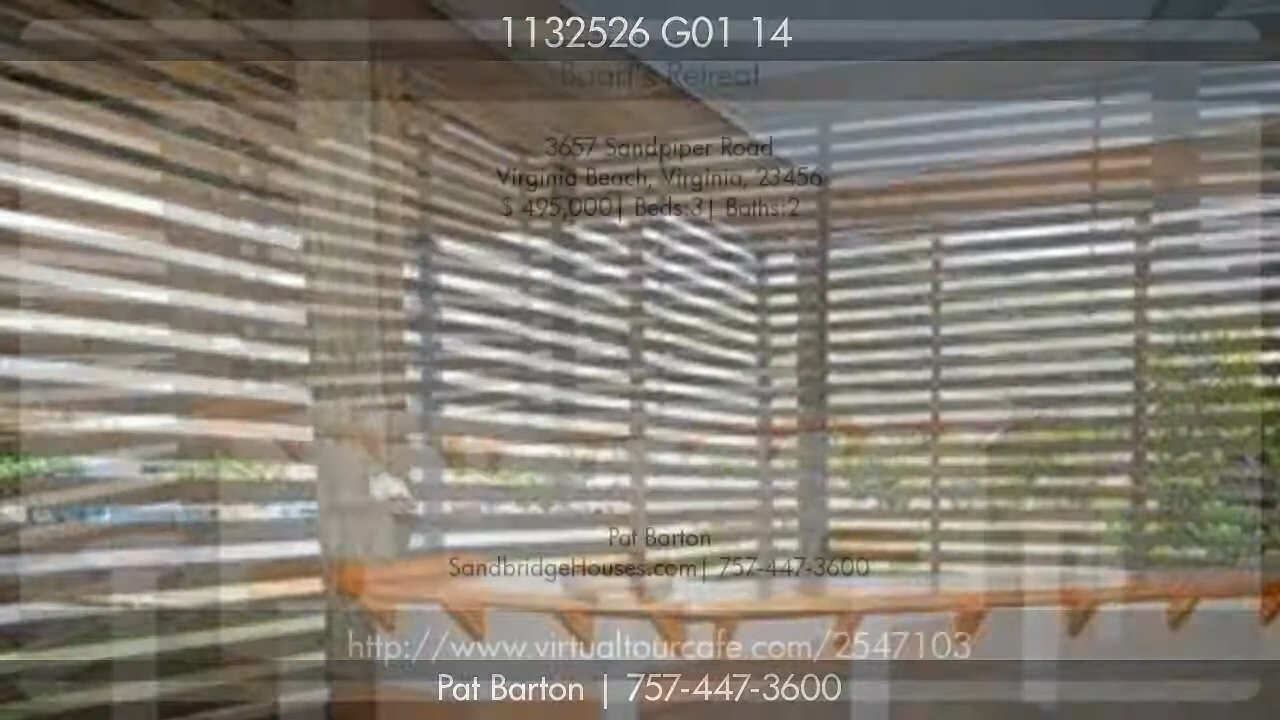 1132526 G01 14
Retreat
3657 Sandpiper Road
Virginia Beach, Virginia, 23456
$ 495,000| Beds:3| Baths:2
Pat Barton
SandbridgeHouses.com| 757-447-3600
http://www.virtualtourcafe.com/2547103
Pat Barton | 757-447-3600